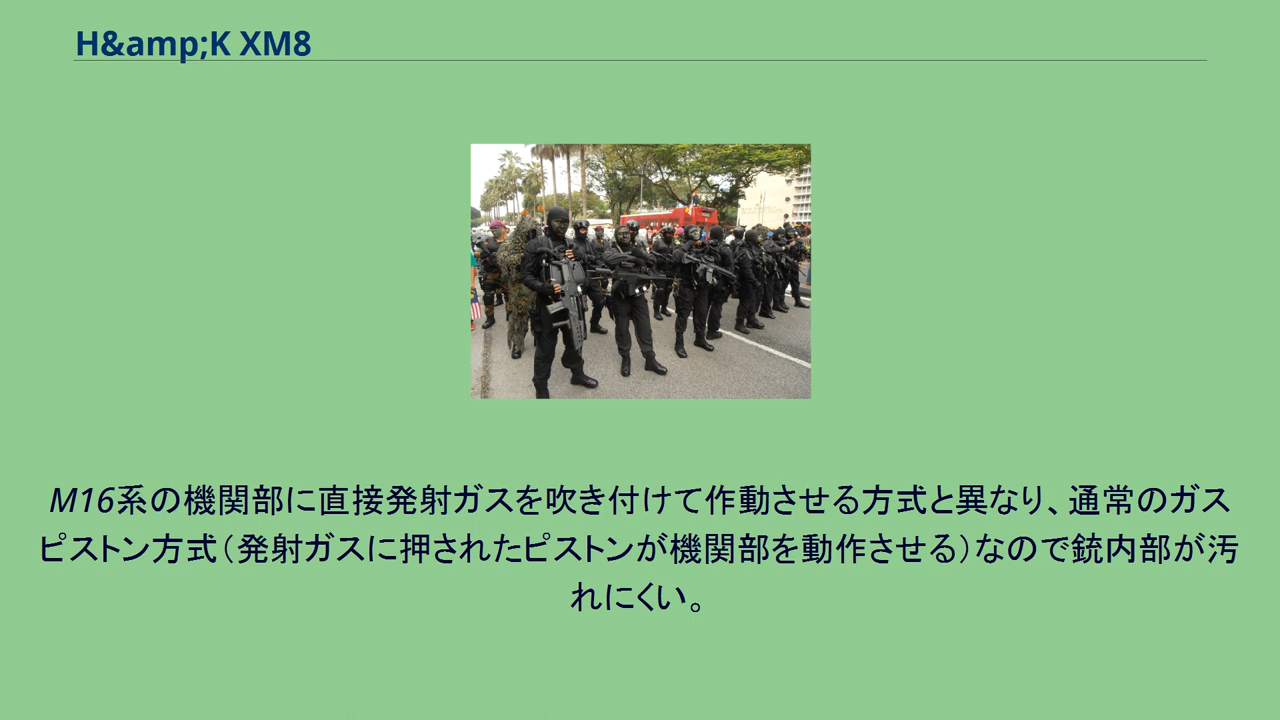 H&amp;K XM8
M16系の機関部に直接発射ガスを吹き付けて作動させる方式と異なり、通常のガス
ピストン方式（発射ガスに押されたピストンが機関部を動作させる）なので銃内部が汚
れにくい。